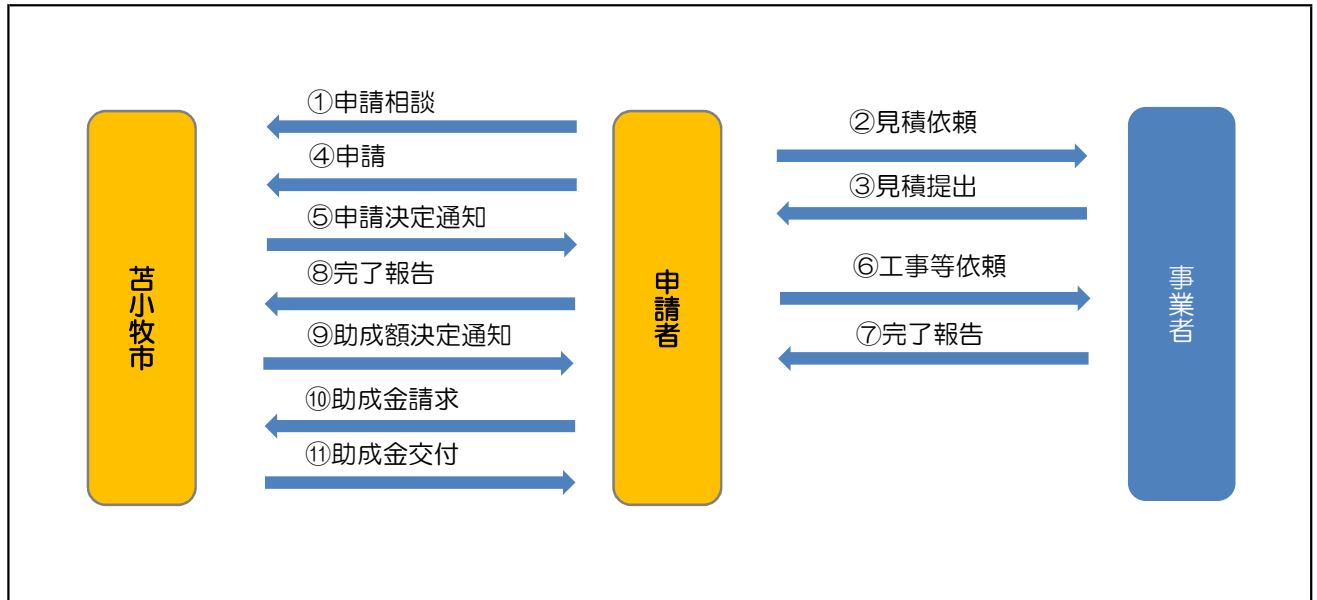 ①申請相談
②見積依頼
④申請
③見積提出
⑤申請決定通知
⑥工事等依頼
⑧完了報告
苫小牧市
申請者
事業者
⑨助成額決定通知
⑦完了報告
⑩助成金請求
⑪助成金交付